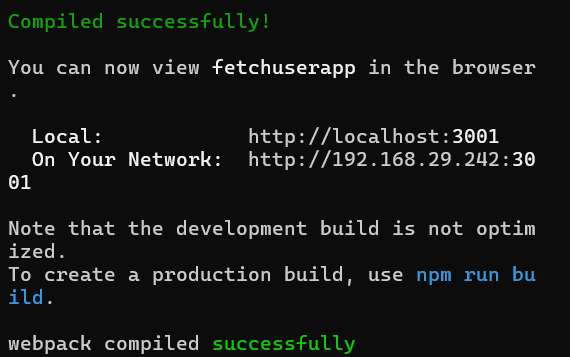 Compiled successfully!
You can now view fetchuserapp in the browser
.
Local: http://localhost:3001
On Your Network: http://192.168.29.242:30
01
Note that the development build is not optim
ized.
To create a production build, use npm run bu
ild.
webpack compiled successfully